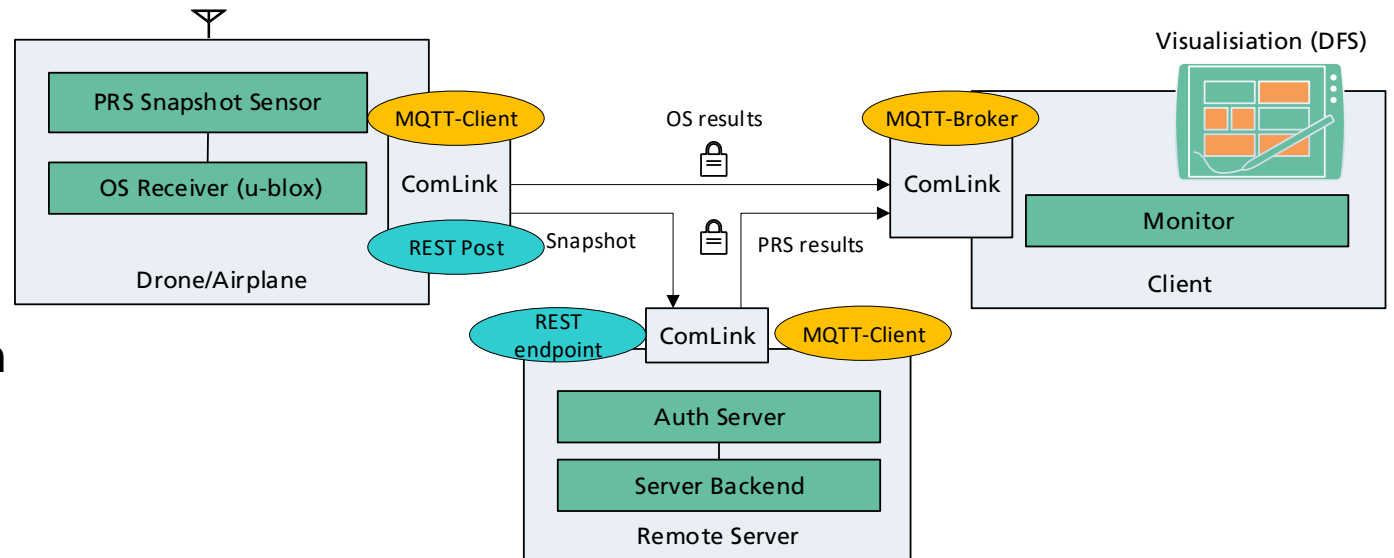 Visualisiation (DFS)
PRS Snapshot Sensor
MQTT-Client
OS results
MQTT-Broker
OS Receiver (u-blox)
ComLink
ComLink
Monitor
REST Post
Snapshot
PRS results
Drone/Airplane
Client
REST
endpoint
ComLink
MQTT-Client
n
Auth Server
Server Backend
Remote Server